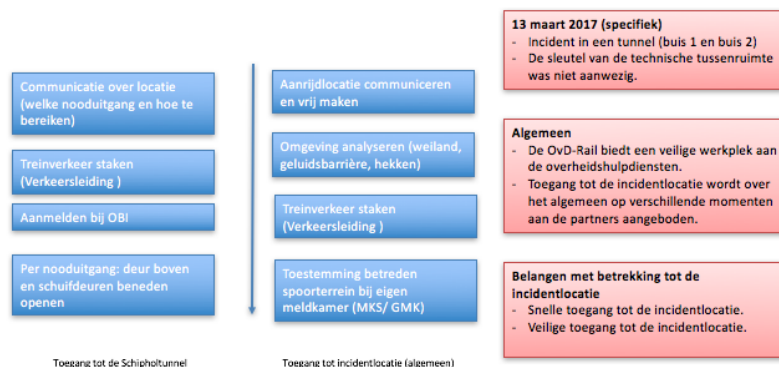 Communicatie over locatie
(welke nooduitgang en hoe te
bereiken)
Treinverkeer staken
(Verkeersleiding )
Aanmelden bij OBI
Per nooduitgang: deur boven
en schuifdeuren beneden
openen
Toegang tot de Schipholtunnel
Aanrijdlocatie communiceren
en vrij maken
Omgeving analyseren (weiland,
geluidsbarrière, hekken)
Treinverkeer staken
(Verkeersleiding )
Toestemming betreden
spoorterrein bij eigen
meldkamer (MKS/ GMK)
Toegang tot incidentlocatie (algemeen)
13 maart 2017 (specifiek)
- Incident in een tunnel (buis 1 en buis 2)
- De sleutel van de technische tussenruimte
was niet aanwezig.
Algemeen
- De OvD-Rail biedt een veilige werkplek aan
de overheidshulpdiensten.
- Toegang tot de incidentlocatie wordt over
het algemeen op verschillende momenten
aan de partners aangeboden.
Belangen met betrekking tot de
incidentlocatie
- Snelle toegang tot de incidentlocatie.
- Veilige toegang tot de incidentlocatie.